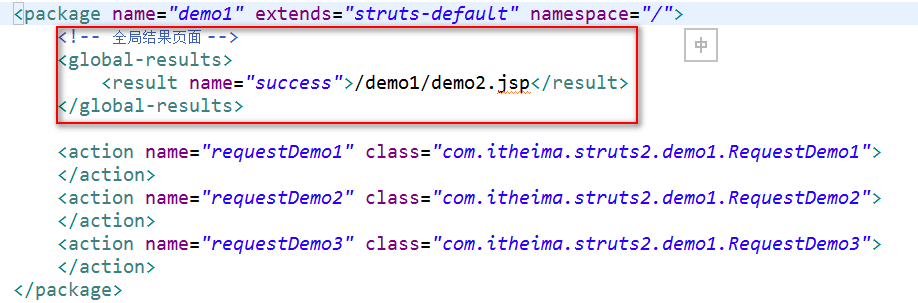 <package name="demo1" extends="struts-default" namespace="/">
<!-- 全局结果页面 -->
中
<global-results>
<result name="success">/demo1/demo2.jsp</result>
</global-results>
<action name="requestDemo1" class="com.itheima.struts2.demo1.RequestDemo1">
</action>
<action name="requestDemo2" class="com.itheima.struts2.demo1.RequestDemo2">
</action>
<action name="requestDemo3" class="com.itheima.struts2.demo1.RequestDemo3">
</action>
</package>